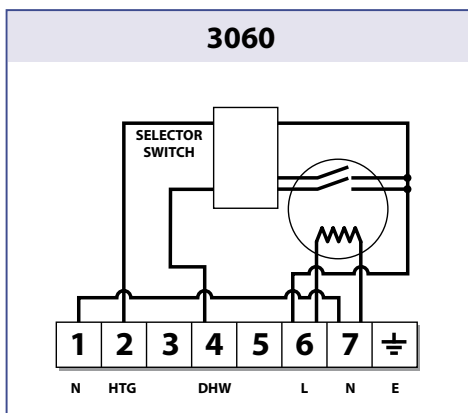 3060
SELECTOR
SWITCH
1 2 3 4 5 6 7
N HTG DHW L N E